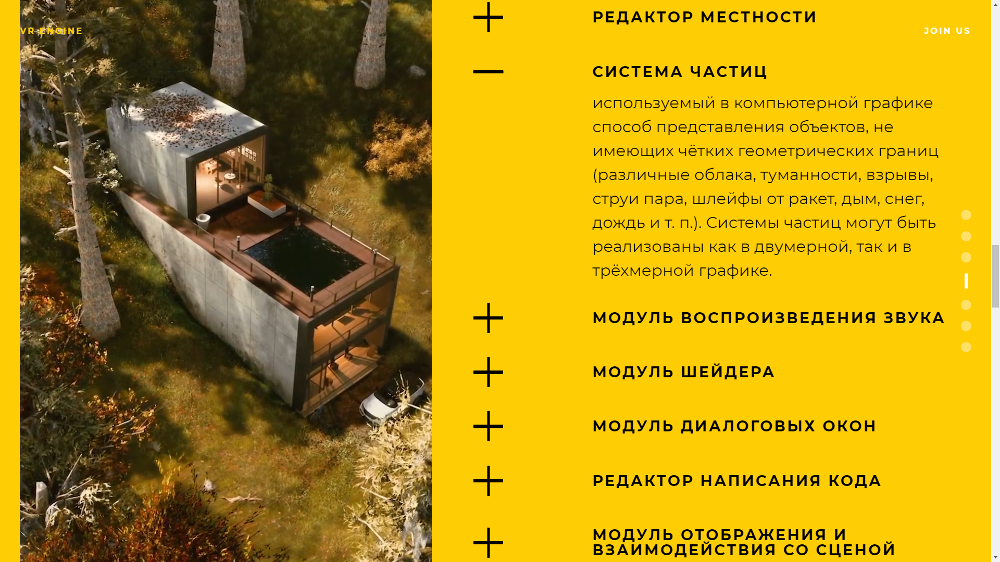 VR ENGINE
JOIN US
РЕДАКТОР МЕСТНОСТИ
СИСТЕМА ЧАСТИЦ
используемый в компьютерной графике
способ представления объектов, не
имеющих чётких геометрических границ
(различные облака, туманности, взрывы,
струи пара, шлейфы от ракет, дым, снег,
дождь и т. п.). Системы частиц могут быть
реализованы как в двумерной, так и в
трёхмерной графике.
МОДУЛЬ ВОСПРОИЗВЕДЕНИЯ ЗВУКА
МОДУЛЬ ШЕЙДЕРА
МОДУЛЬ ДИАЛОГОВЫХ ОКОН
РЕДАКТОР НАПИСАНИЯ КОДА
МОДУЛЬ ОТОБРАЖЕНИЯ И
ВЗАИМОДЕЙСТВИЯ СО СЦЕНОЙ